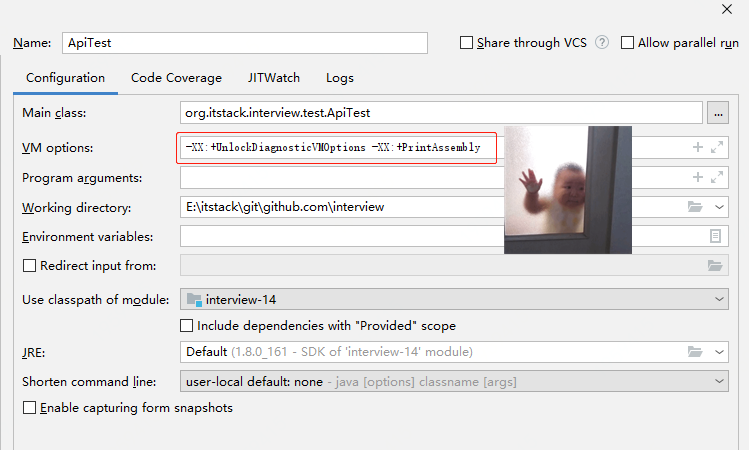 Name: ApiTest Share through VCS ? Allow parallel run
Configuration Code Coverage JITWatch Logs
Main class: org.itstack.interview.test.ApiTest ...
VM options: -XX:+UnlockDiagnosticVMOptions -XX:+PrintAssembly
Program arguments:
Working directory: E:\itstack\git\github.com\interview
Environment variables:
Redirect input from:
Use classpath of module: interview-14
Include dependencies with "Provided" scope
JRE: Default (1.8.0_161 - SDK of 'interview-14' module)
Shorten command line: user-local default: none - java [options] classname [args]
Enable capturing form snapshots